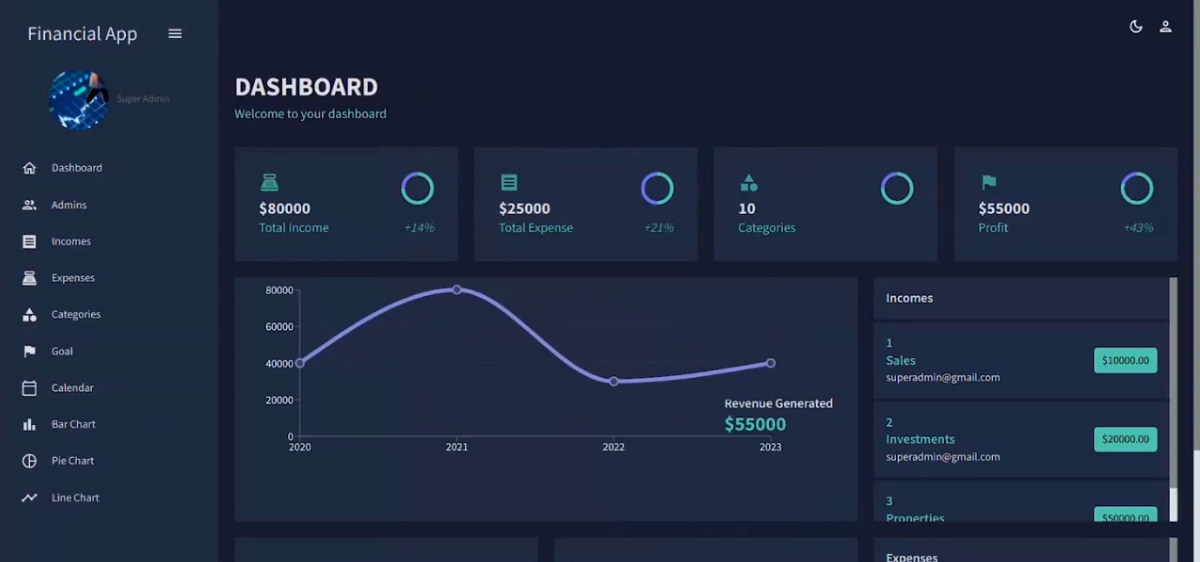 Financial App
Super Admin
Dashboard
Admins
Incomes
Expenses
Categories
Goal
Calendar
Bar Chart
Pie Chart
Line Chart
DASHBOARD
Welcome to your dashboard
$80000
Total Income
+14%
$25000
Total Expense
+21%
10
Categories
$55000
Profit
+43%
80000
60000
40000
20000
0
2020
2021
2022
2023
Revenue Generated
$55000
Incomes
1
Sales
superadmin@gmail.com
$10000.00
2
Investments
superadmin@gmail.com
$20000.00
3
Properties
$50000.00
Expenses